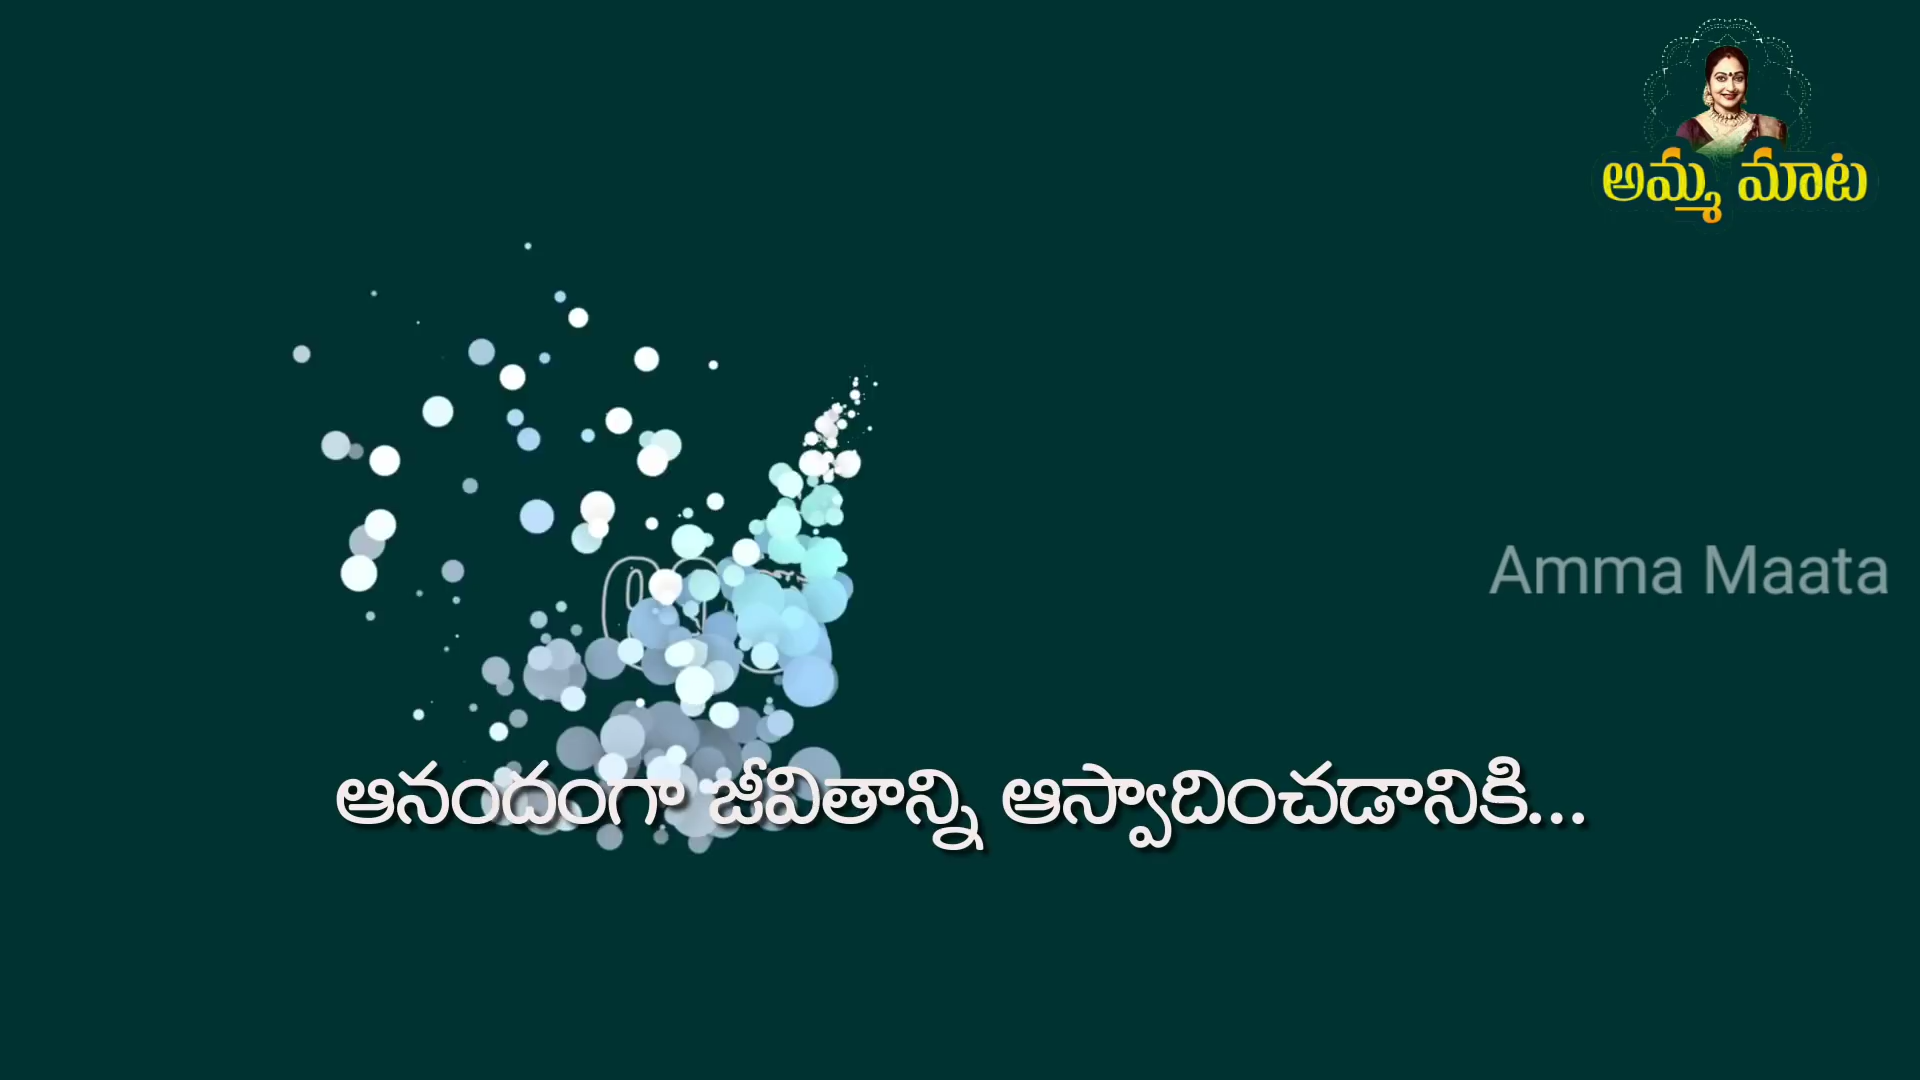 అమ్మ మాట
Amma Maata
ఆనందంగా జీవితాన్ని ఆస్వాదించడానికి...